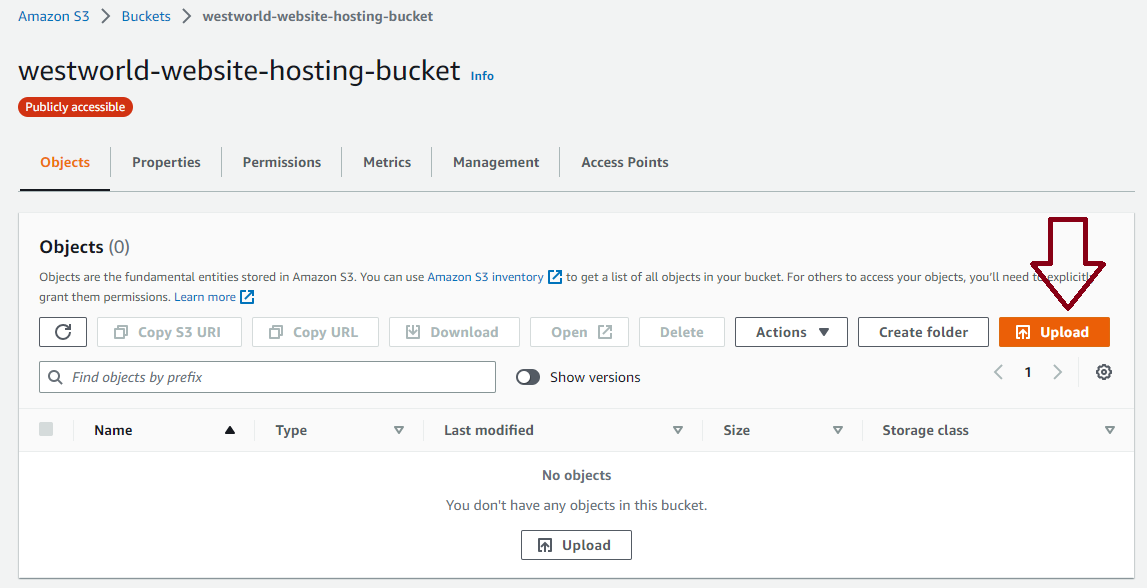 Amazon S3 > Buckets > westworld-website-hosting-bucket
westworld-website-hosting-bucket Info
Publicly accessible
Objects Properties Permissions Metrics Management Access Points
Objects (0)
Objects are the fundamental entities stored in Amazon S3. You can use Amazon S3 inventory to get a list of all objects in your bucket. For others to access your objects, you'll need to explicitly
grant them permissions. Learn more
Copy S3 URI Copy URL Download Open Delete Actions Create folder Upload
Find objects by prefix Show versions 1
Name Type Last modified Size Storage class
No objects
You don't have any objects in this bucket.
Upload